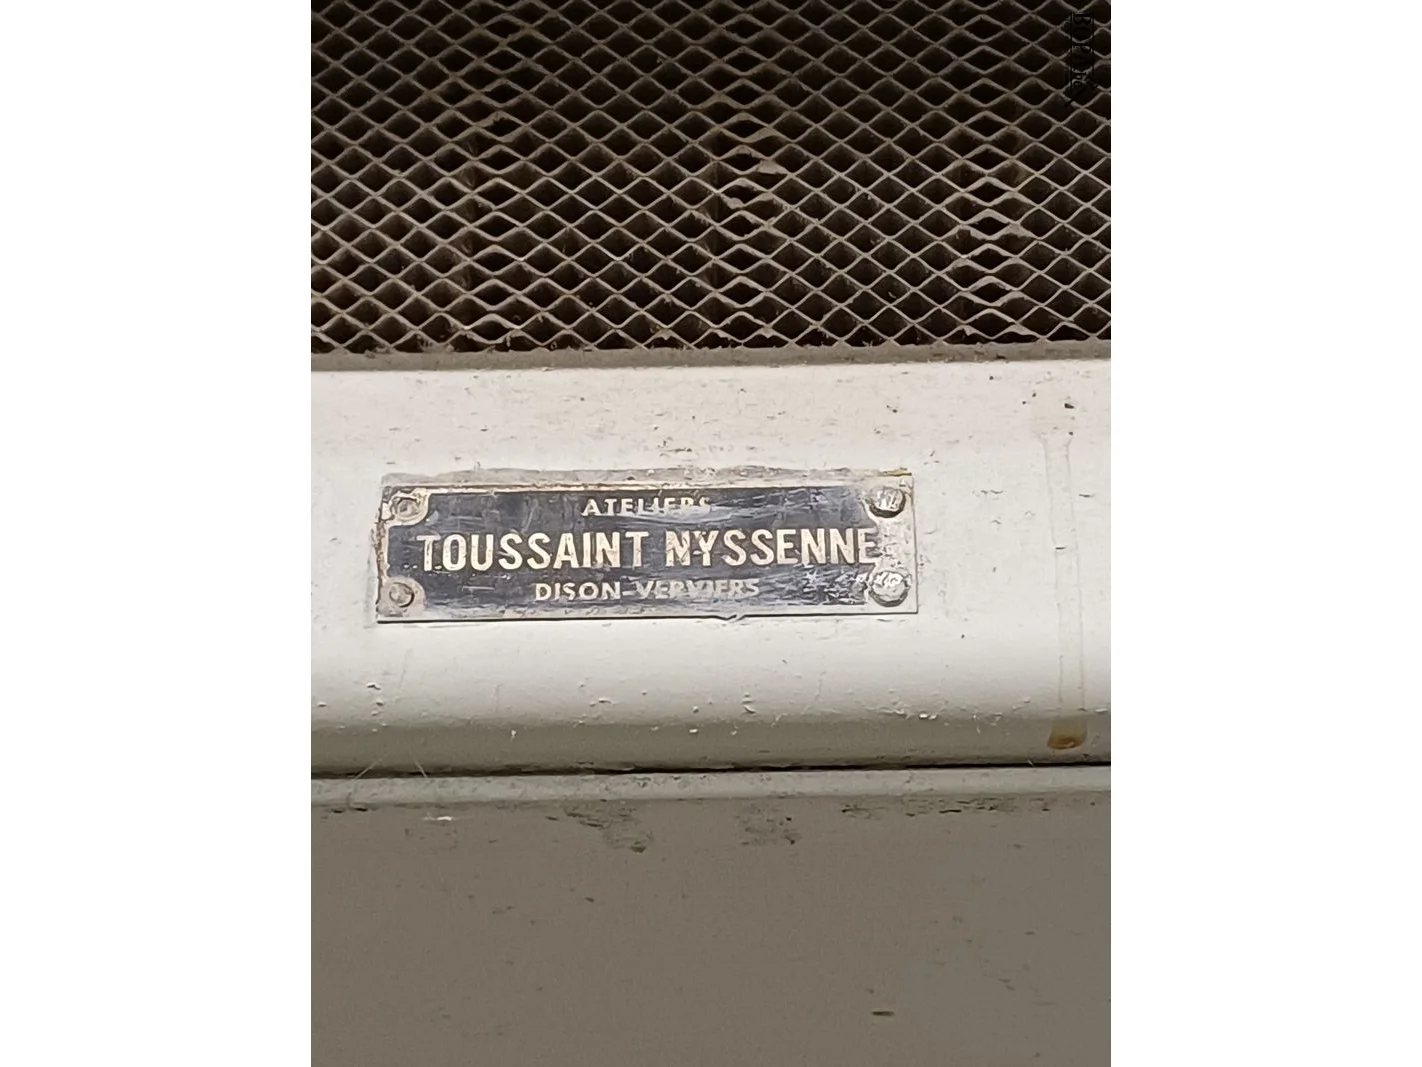 ATELIERS
TOUSSAINT NYSSENNE
DISON-VERVIERS